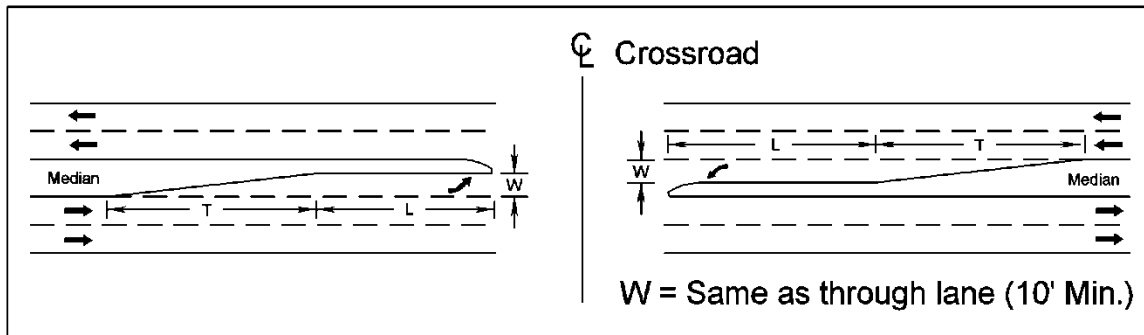 ℄ Crossroad
L
T
W
Median
W
Median
T
L
W = Same as through lane (10' Min.)